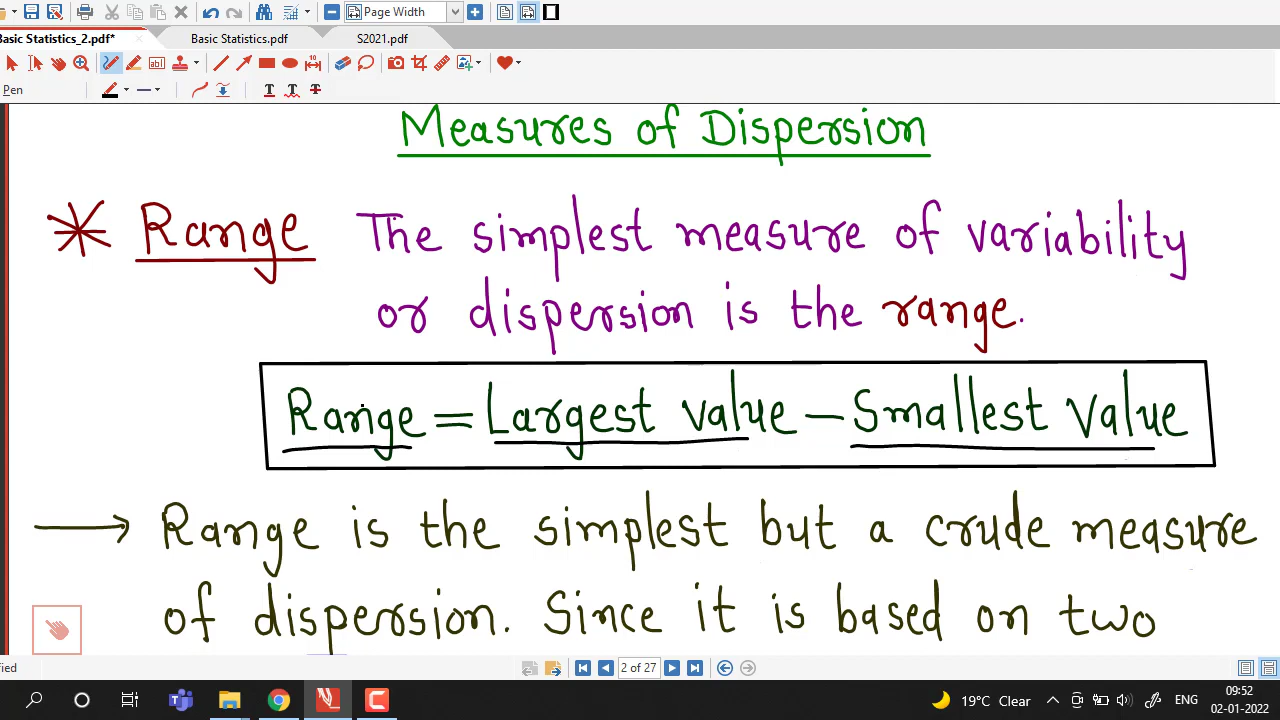 Page Width
Basic Statistics_2.pdf*
Basic Statistics.pdf
S2021.pdf
10
Pen
T T T
Measures of Dispersion
Range The simplest measure of variability
or dispersion is the range.
Range = Largest value – Smallest Value
→ Range is the simplest but a crude measure
of dispersion. Since it is based on two
fied
2 of 27
19°C Clear
ENG
09:52
02-01-2022